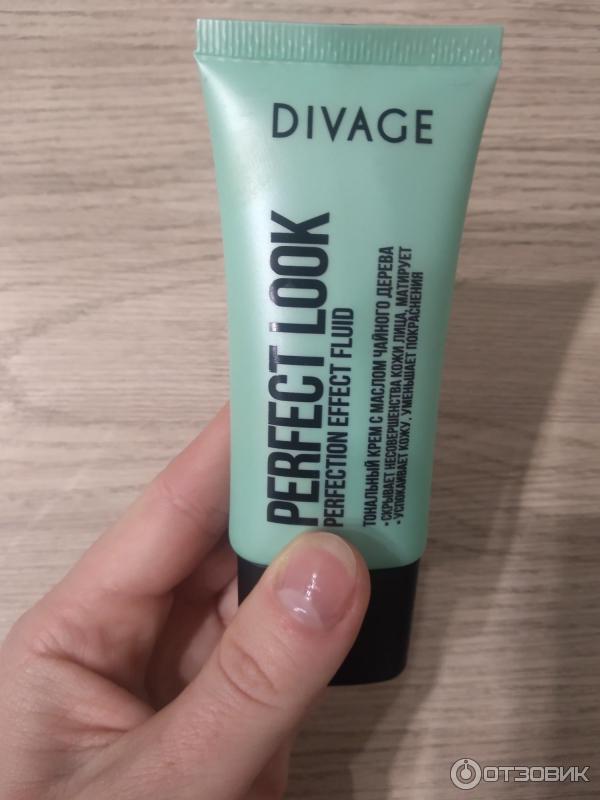 DIVAGE
PERFECT LOOK
PERFECTION EFFECT FLUID
ТОНАЛЬНЫЙ КРЕМ С МАСЛОМ ЧАЙНОГО ДЕРЕВА
• СКРЫВАЕТ НЕСОВЕРШЕНСТВА КОЖИ ЛИЦА, МАТИРУЕТ
• УСПОКАИВАЕТ КОЖУ, УМЕНЬШАЕТ ПОКРАСНЕНИЯ
ОТЗОВИК